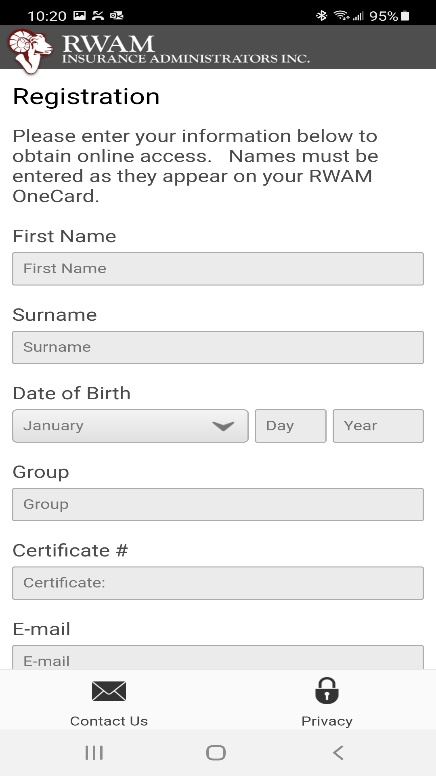 10:20 95%
RWAM
INSURANCE ADMINISTRATORS INC.
Registration
Please enter your information below to
obtain online access. Names must be
entered as they appear on your RWAM
OneCard.
First Name
First Name
Surname
Surname
Date of Birth
January Day Year
Group
Group
Certificate #
Certificate:
E-mail
E-mail
Contact Us Privacy